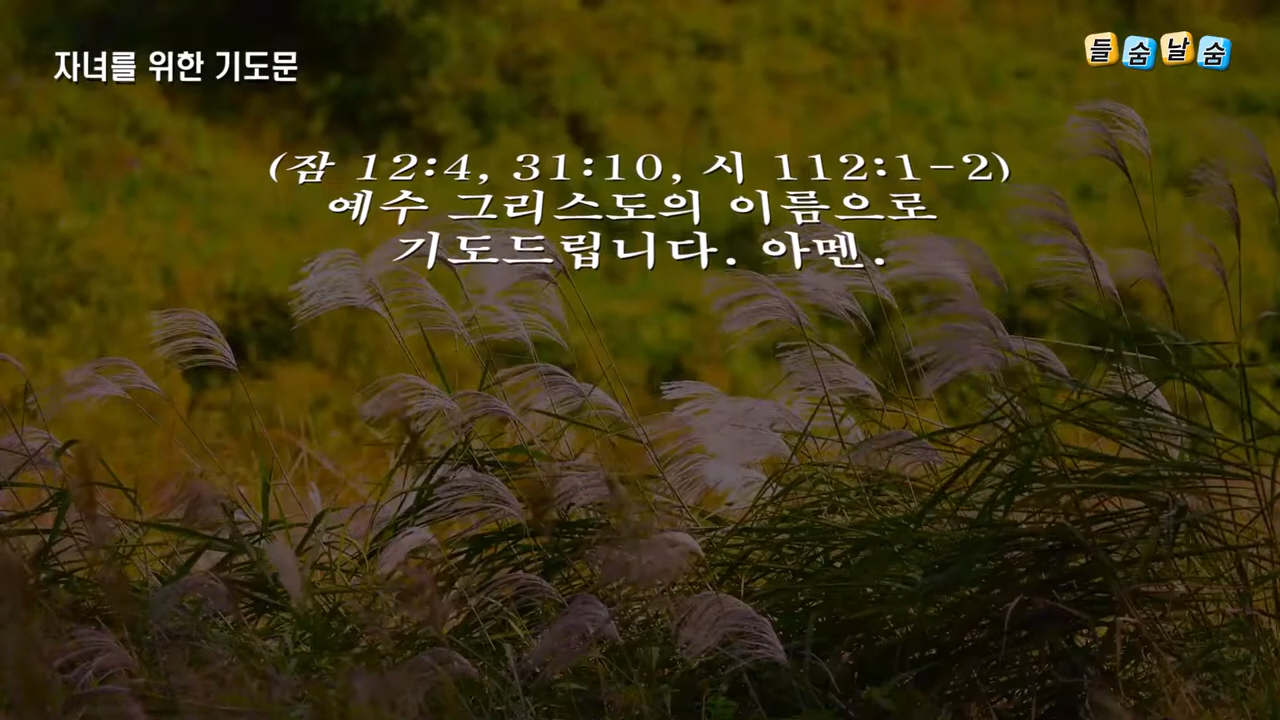 자녀를 위한 기도문
들숨날숨
(잠 12:4, 31:10, 시 112:1-2)
예수 그리스도의 이름으로
기도드립니다. 아멘.